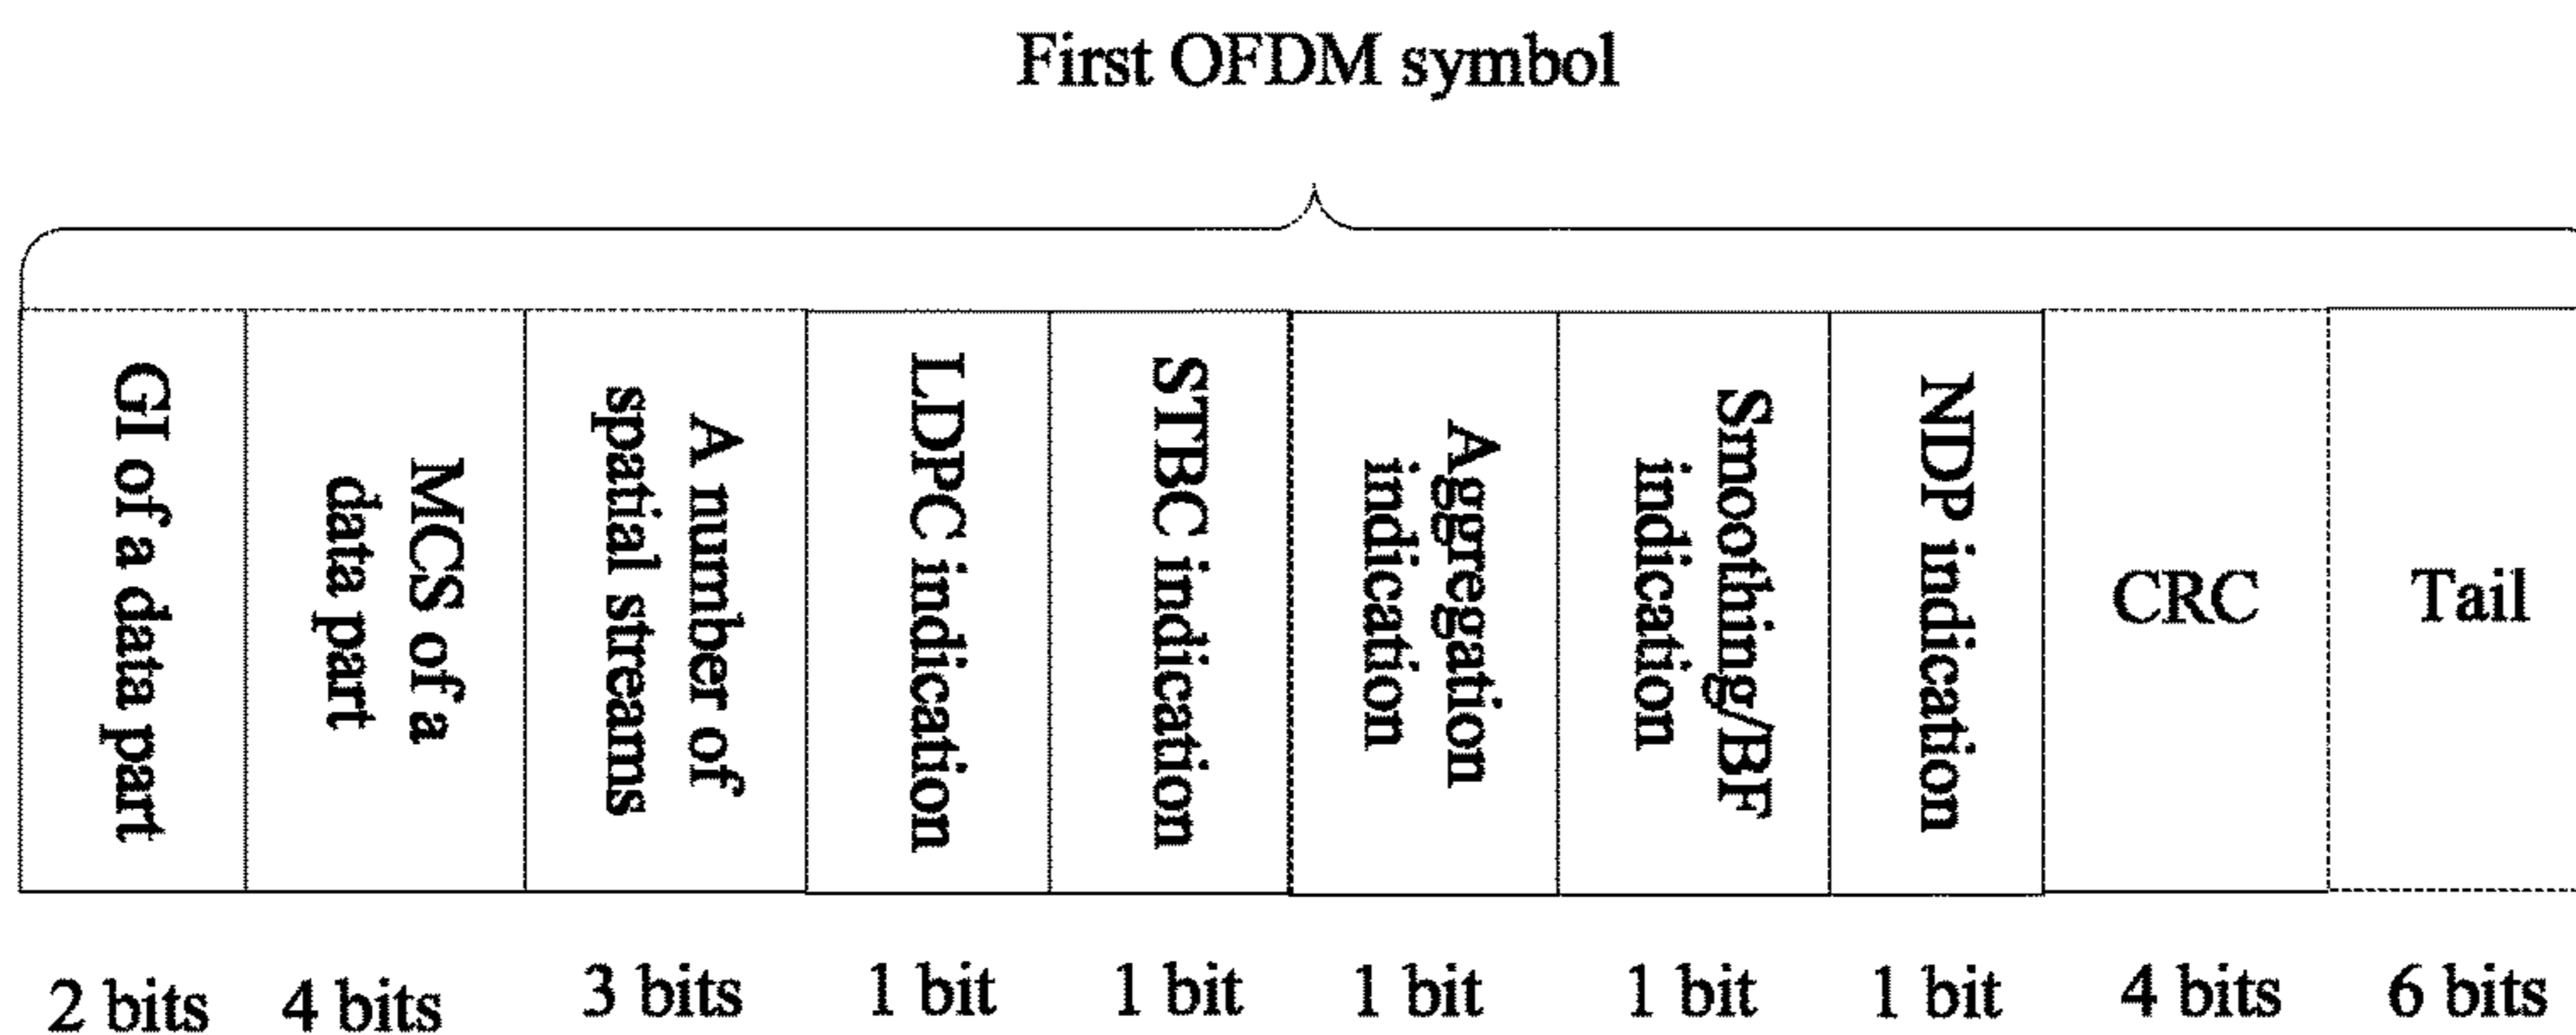 First OFDM symbol
GI of a data part
MCS of a
data part
A number of
spatial streams
LDPC indication
STBC indication
Aggregation
indication
Smoothing/BF
indication
NDP indication
CRC
Tail
2 bits
4 bits
3 bits
1 bit
1 bit
1 bit
1 bit
1 bit
4 bits
6 bits